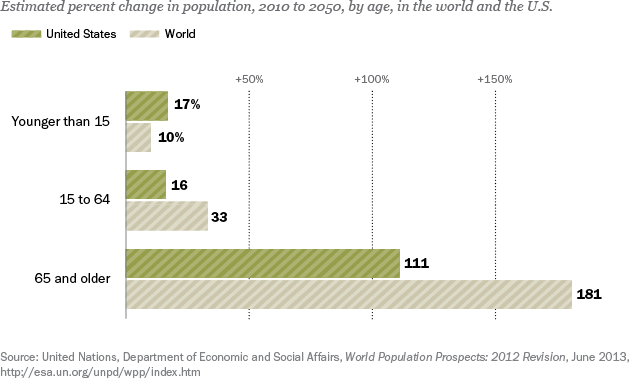 Estimated percent change in population, 2010 to 2050, by age, in the world and the U.S.
United States World
+50% +100% +150%
Younger than 15
17%
10%
15 to 64
16
33
65 and older
111
181
Source: United Nations, Department of Economic and Social Affairs, World Population Prospects: 2012 Revision, June 2013,
http://esa.un.org/unpd/wpp/index.htm